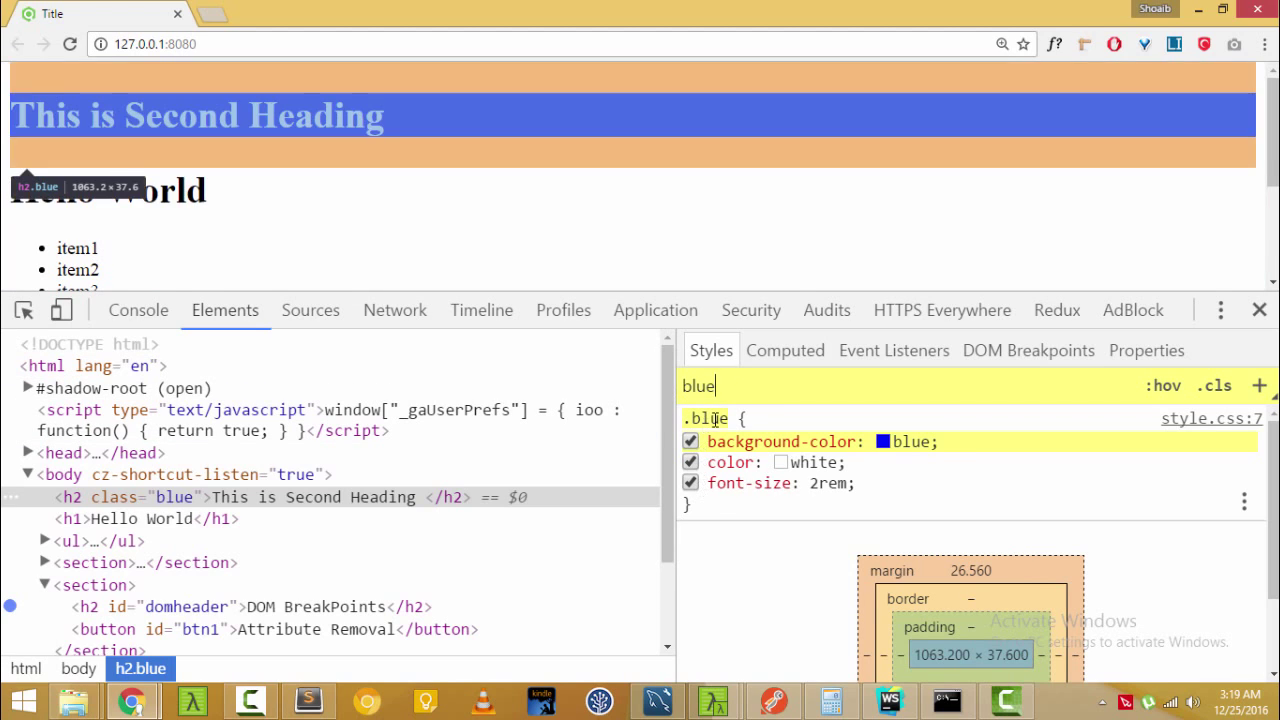 Title
Shoaib
127.0.0.1:8080
f?
LI
This is Second Heading
h2.blue 1063.2×37.6
Hello World
item1
item2
item3
Console Elements Sources Network Timeline Profiles Application Security Audits HTTPS Everywhere Redux AdBlock
<!DOCTYPE html>
<html lang="en">
#shadow-root (open)
<script type="text/javascript">window["_gaUserPrefs"] = { ioo :
function() { return true; } }</script>
<head>…</head>
<body cz-shortcut-listen="true">
<h2 class="blue">This is Second Heading </h2> == $0
<h1>Hello World</h1>
<ul>…</ul>
<section>…</section>
<section>
<h2 id="domheader">DOM BreakPoints</h2>
<button id="btn1">Attribute Removal</button>
</section>
html body h2.blue
Styles Computed Event Listeners DOM Breakpoints Properties
blue :hov .cls +
.blue { style.css:7
background-color: blue;
color: white;
font-size: 2rem;
}
margin 26.560
border –
padding –
– – – 1063.200 × 37.600 – – –
Activate Windows
settings to activate Windows.
kindle
WS
3:19 AM
12/25/2016